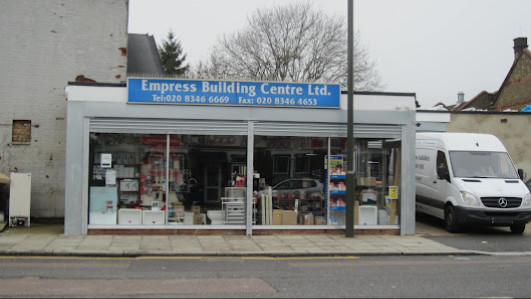 Empress Building Centre Ltd.
Tel:020 8346 6669 Fax: 020 8346 4653